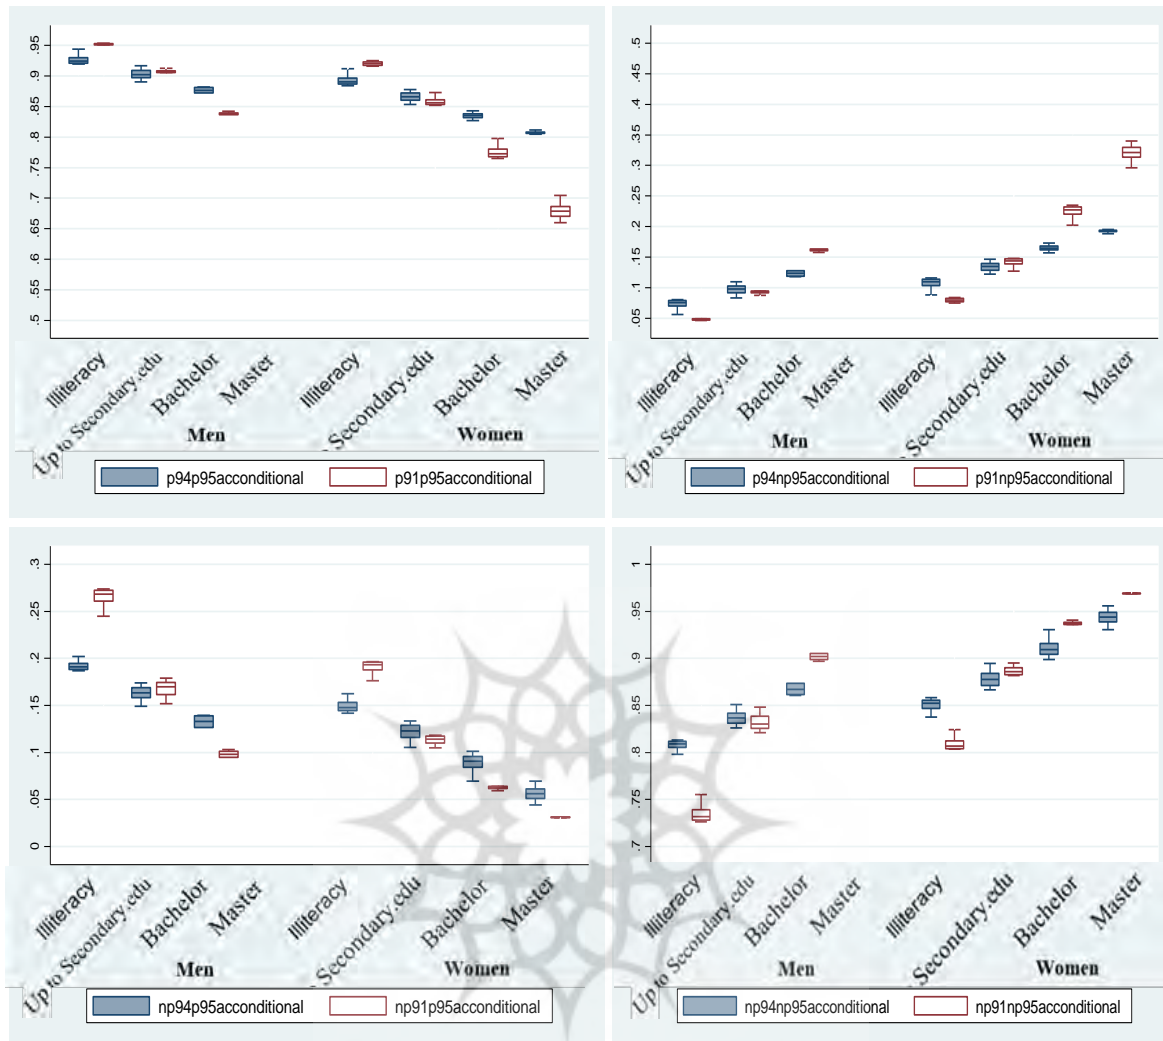 .95
.9
.85
.8
.75
.7
.65
.6
.55
.5
Illiteracy
Up to Secondary.edu
Bachelor
Master
Illiteracy
Secondary.edu
Bachelor
Master
Men Women
p94p95acconditional p91p95acconditional
.5
.45
.4
.35
.3
.25
.2
.15
.1
.05
Illiteracy
Up to Secondary.edu
Bachelor
Master
Illiteracy
Secondary.edu
Bachelor
Master
Men Women
p94np95acconditional p91np95acconditional
.3
.25
.2
.15
.1
.05
0
Illiteracy
Up to Secondary.edu
Bachelor
Master
Illiteracy
Secondary.edu
Bachelor
Master
Men Women
np94p95acconditional np91p95acconditional
1
.95
.9
.85
.8
.75
.7
Illiteracy
Up to Secondary.edu
Bachelor
Master
Illiteracy
Secondary.edu
Bachelor
Master
Men Women
np94np95acconditional np91np95acconditional